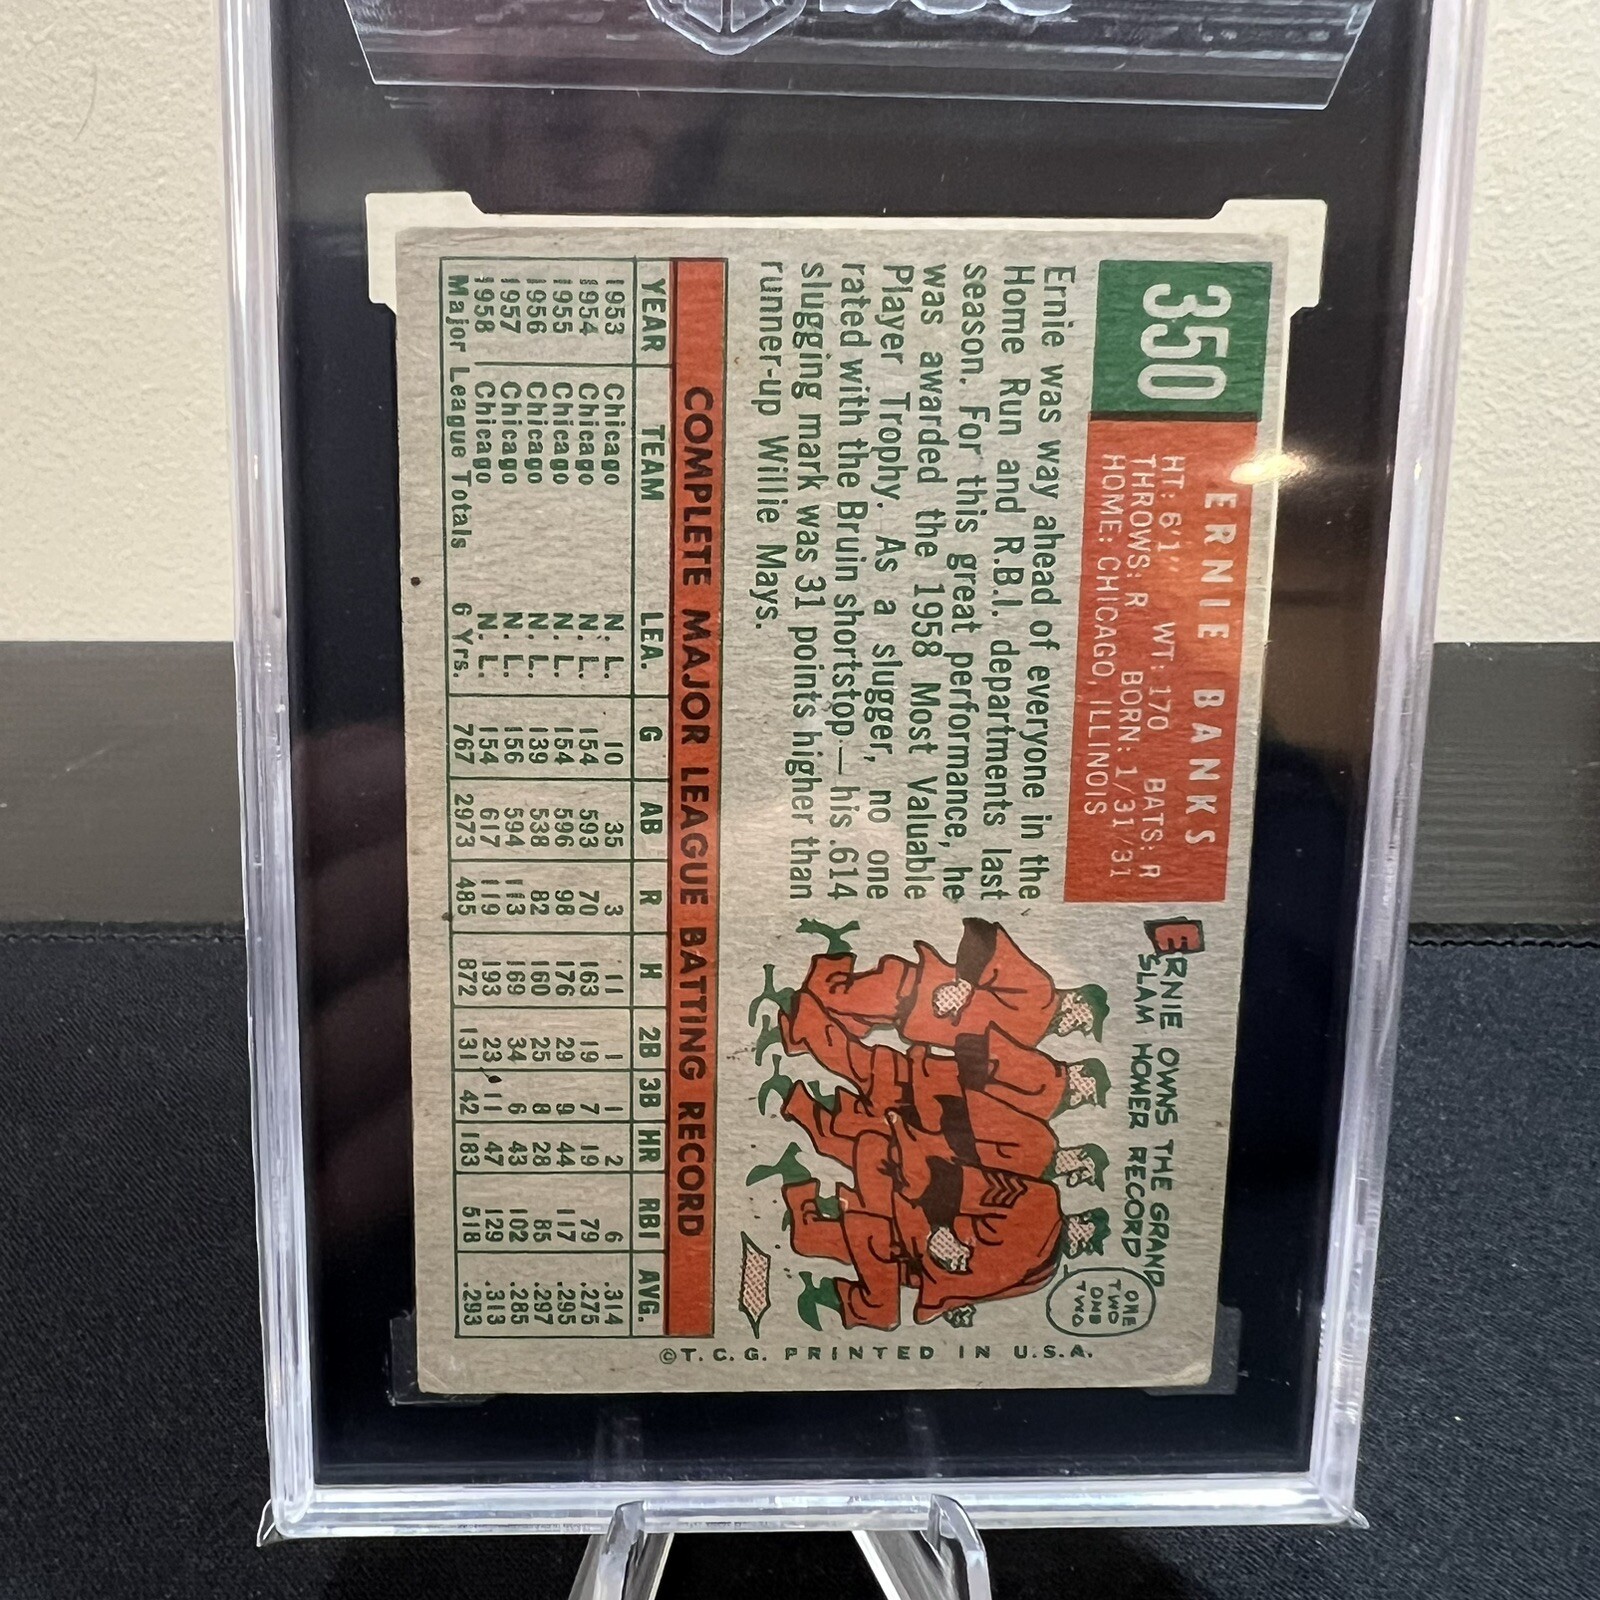 350
ERNIE BANKS
HT: 6'1" WT: 170 BATS: R
THROWS: R BORN: 1/31/31
HOME: CHICAGO, ILLINOIS
Ernie was way ahead of everyone in the
Home Run and R.B.I. departments last
season. For this great performance, he
was awarded the 1958 Most Valuable
Player Trophy. As a slugger, no one
rated with the Bruin shortstop—his .614
slugging mark was 31 points higher than
runner-up Willie Mays.
ERNIE OWNS THE GRAND
SLAM HOMER RECORD
ONE
TWO
ONE
TWO
COMPLETE MAJOR LEAGUE BATTING RECORD
YEAR TEAM LEA. G AB R H 2B 3B HR RBI AVG.
1953 Chicago N. L. 10 35 3 11 1 1 2 6 .314
1954 Chicago N. L. 154 593 70 163 19 7 19 79 .275
1955 Chicago N. L. 154 596 98 176 29 9 44 117 .295
1956 Chicago N. L. 139 538 82 160 25 8 28 85 .297
1957 Chicago N. L. 156 594 113 169 34 6 43 102 .285
1958 Chicago N. L. 154 617 119 193 23 11 47 129 .313
Major League Totals 6 Yrs. 767 2973 485 872 131 42 183 518 .293
©T. C. G. PRINTED IN U.S.A.